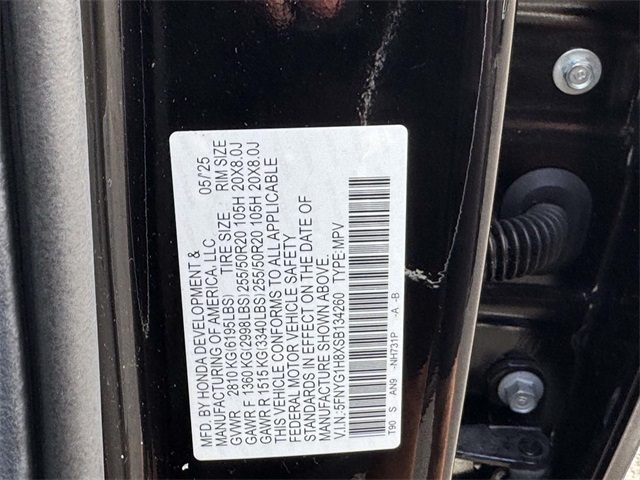 MFD. BY HONDA DEVELOPMENT & 05/25
MANUFACTURING OF AMERICA, LLC
GVWR 2810 KG(6195LBS) TIRE SIZE RIM SIZE
GAWR F. 1360 KG(2998LBS) 255/50R20 105H 20X8.0J
GAWR R. 1515 KG(3340LBS) 255/50R20 105H 20X8.0J
THIS VEHICLE CONFORMS TO ALL APPLICABLE
FEDERAL MOTOR VEHICLE SAFETY
STANDARDS IN EFFECT ON THE DATE OF
MANUFACTURE SHOWN ABOVE.
V.I.N.: 5FNYG1H8XSB134260 TYPE:MPV
T90 S AN9 -NH731P -A -B